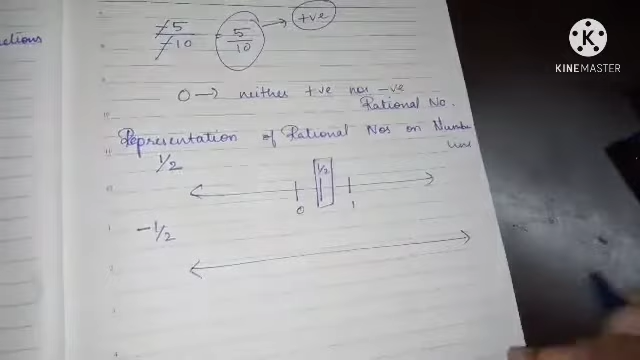 ctions
-5/-10 = 5/10 → +ve
0 → neither +ve nor -ve
Rational No.
Representation of Rational Nos on Number
line
1/2
1/2
0 1
-1/2
KINEMASTER